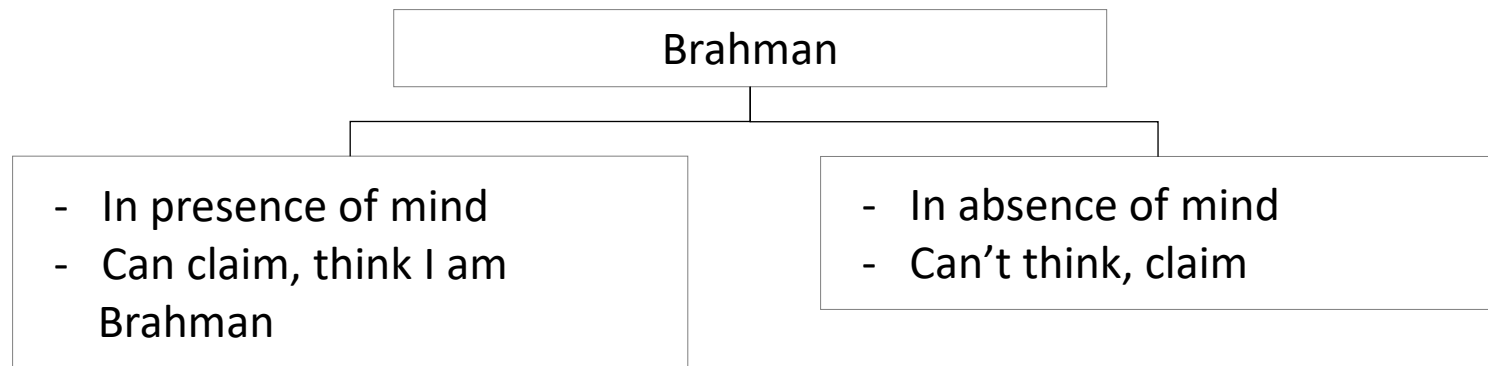 Brahman
- In presence of mind
- Can claim, think I am
Brahman
- In absence of mind
- Can’t think, claim